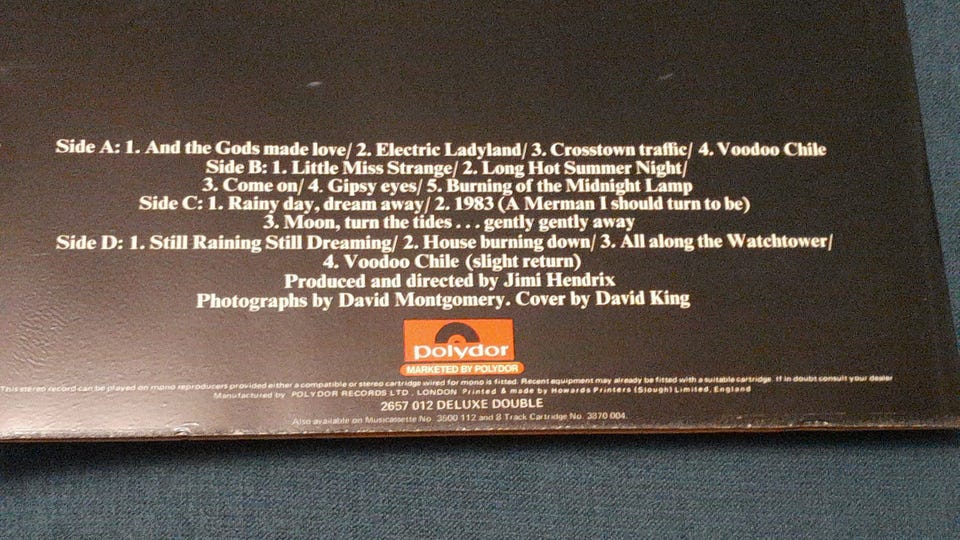 Side A: 1. And the Gods made love/ 2. Electric Ladyland/ 3. Crosstown traffic/ 4. Voodoo Chile
Side B: 1. Little Miss Strange/ 2. Long Hot Summer Night/
3. Come on/ 4. Gipsy eyes/ 5. Burning of the Midnight Lamp
Side C: 1. Rainy day, dream away/ 2. 1983 (A Merman I should turn to be)
3. Moon, turn the tides . . . gently gently away
Side D: 1. Still Raining Still Dreaming/ 2. House burning down/ 3. All along the Watchtower/
4. Voodoo Chile (slight return)
Produced and directed by Jimi Hendrix
Photographs by David Montgomery. Cover by David King
polydor
MARKETED BY POLYDOR
This stereo record can be played on mono reproducers provided either a compatible or stereo cartridge wired for mono is fitted. Recent equipment may already be fitted with a suitable cartridge. If in doubt consult your dealer
Manufactured by POLYDOR RECORDS LTD., LONDON Printed & made by Howards Printers (Slough) Limited, England
2657 012 DELUXE DOUBLE
Also available on Musicassette No. 3500 112 and 8 Track Cartridge No. 3870 004.